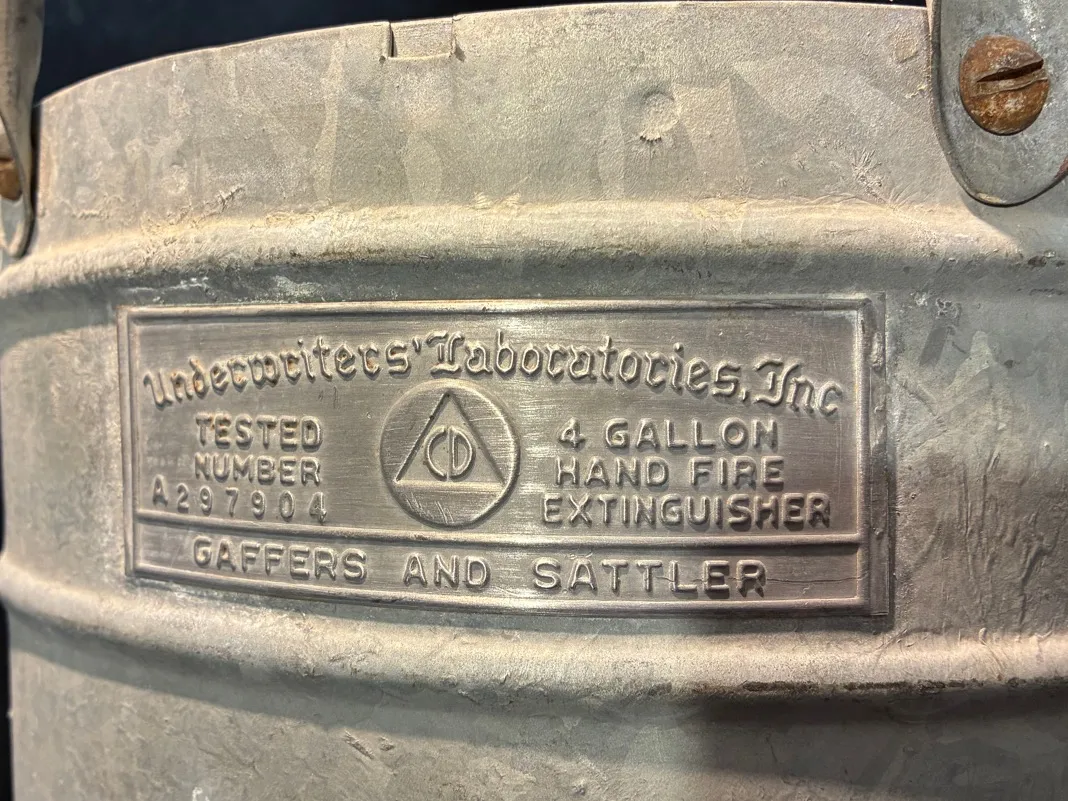 Underwriters' Laboratories, Inc
TESTED
NUMBER
A297904
CD
4 GALLON
HAND FIRE
EXTINGUISHER
GAFFERS AND SATTLER